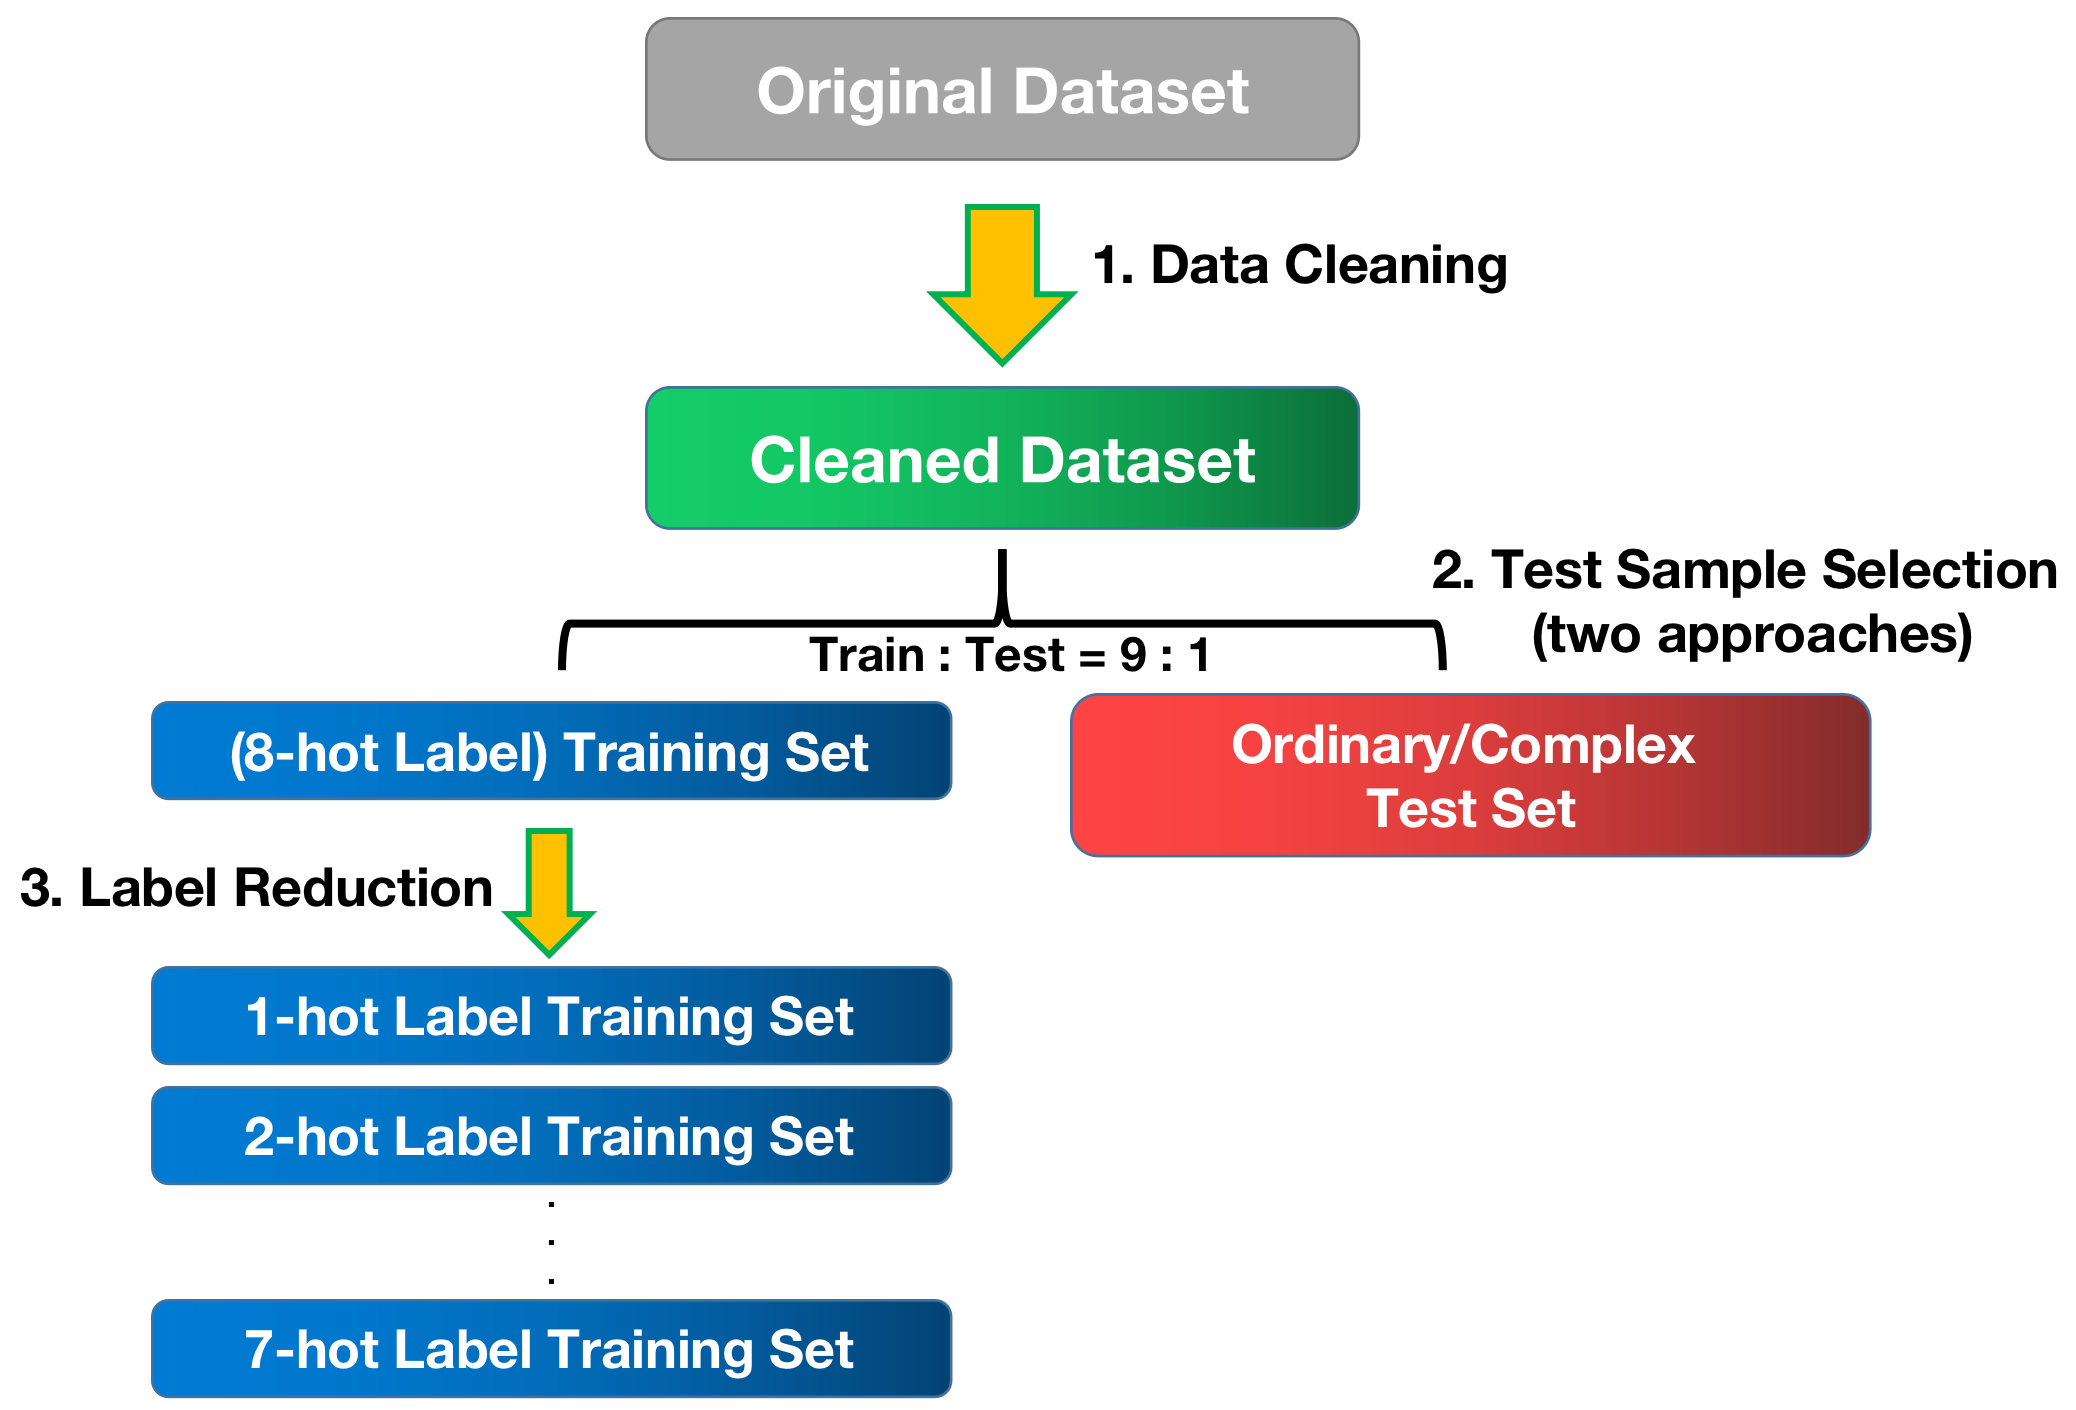 Original Dataset
1. Data Cleaning
Cleaned Dataset
2. Test Sample Selection
(two approaches)
Train : Test = 9 : 1
(8-hot Label) Training Set
Ordinary/Complex
Test Set
3. Label Reduction
1-hot Label Training Set
2-hot Label Training Set
.
.
.
7-hot Label Training Set